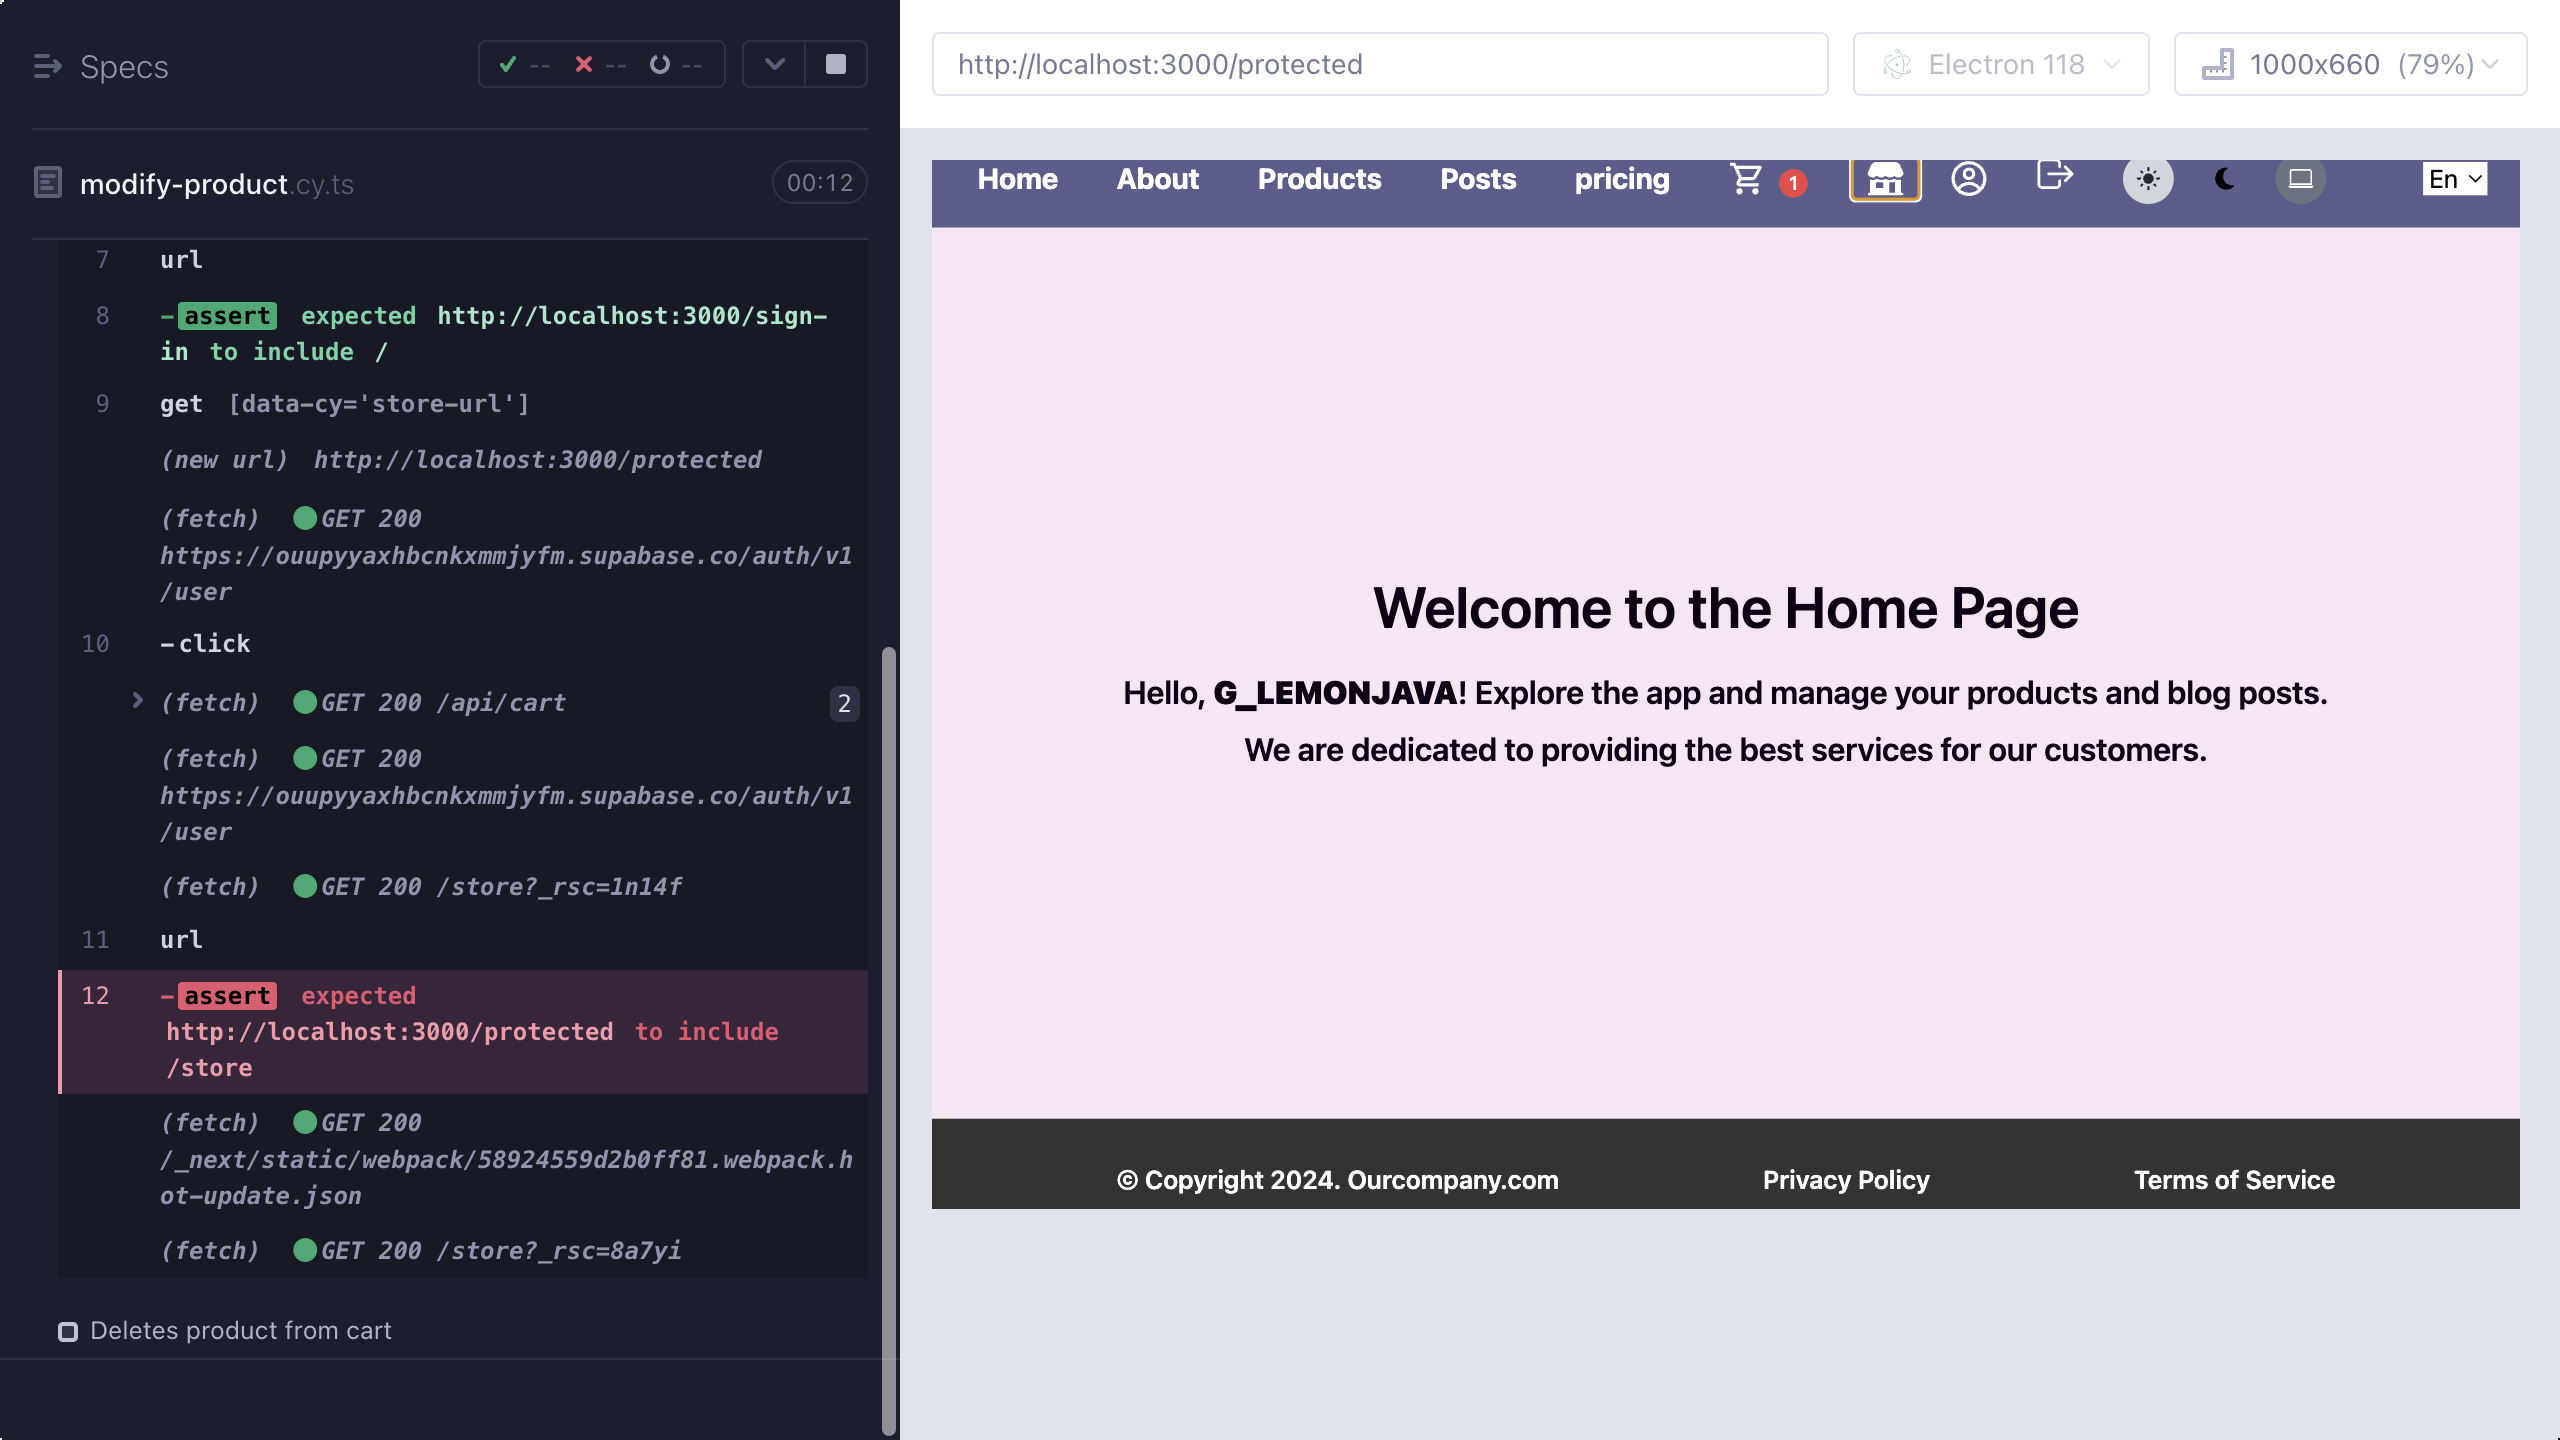 Specs
-- -- --
modify-product.cy.ts
00:12
7 url
8 -assert expected http://localhost:3000/sign-
in to include /
9 get [data-cy='store-url']
(new url) http://localhost:3000/protected
(fetch) GET 200
https://ouupyyaxhbcnkxmmjyfm.supabase.co/auth/v1
/user
10 -click
(fetch) GET 200 /api/cart 2
(fetch) GET 200
https://ouupyyaxhbcnkxmmjyfm.supabase.co/auth/v1
/user
(fetch) GET 200 /store?_rsc=1n14f
11 url
12 -assert expected
http://localhost:3000/protected to include
/store
(fetch) GET 200
/_next/static/webpack/58924559d2b0ff81.webpack.h
ot-update.json
(fetch) GET 200 /store?_rsc=8a7yi
Deletes product from cart
http://localhost:3000/protected
Electron 118
1000x660 (79%)
Home About Products Posts pricing 1 En
Welcome to the Home Page
Hello, G_LEMONJAVA! Explore the app and manage your products and blog posts.
We are dedicated to providing the best services for our customers.
© Copyright 2024. Ourcompany.com Privacy Policy Terms of Service